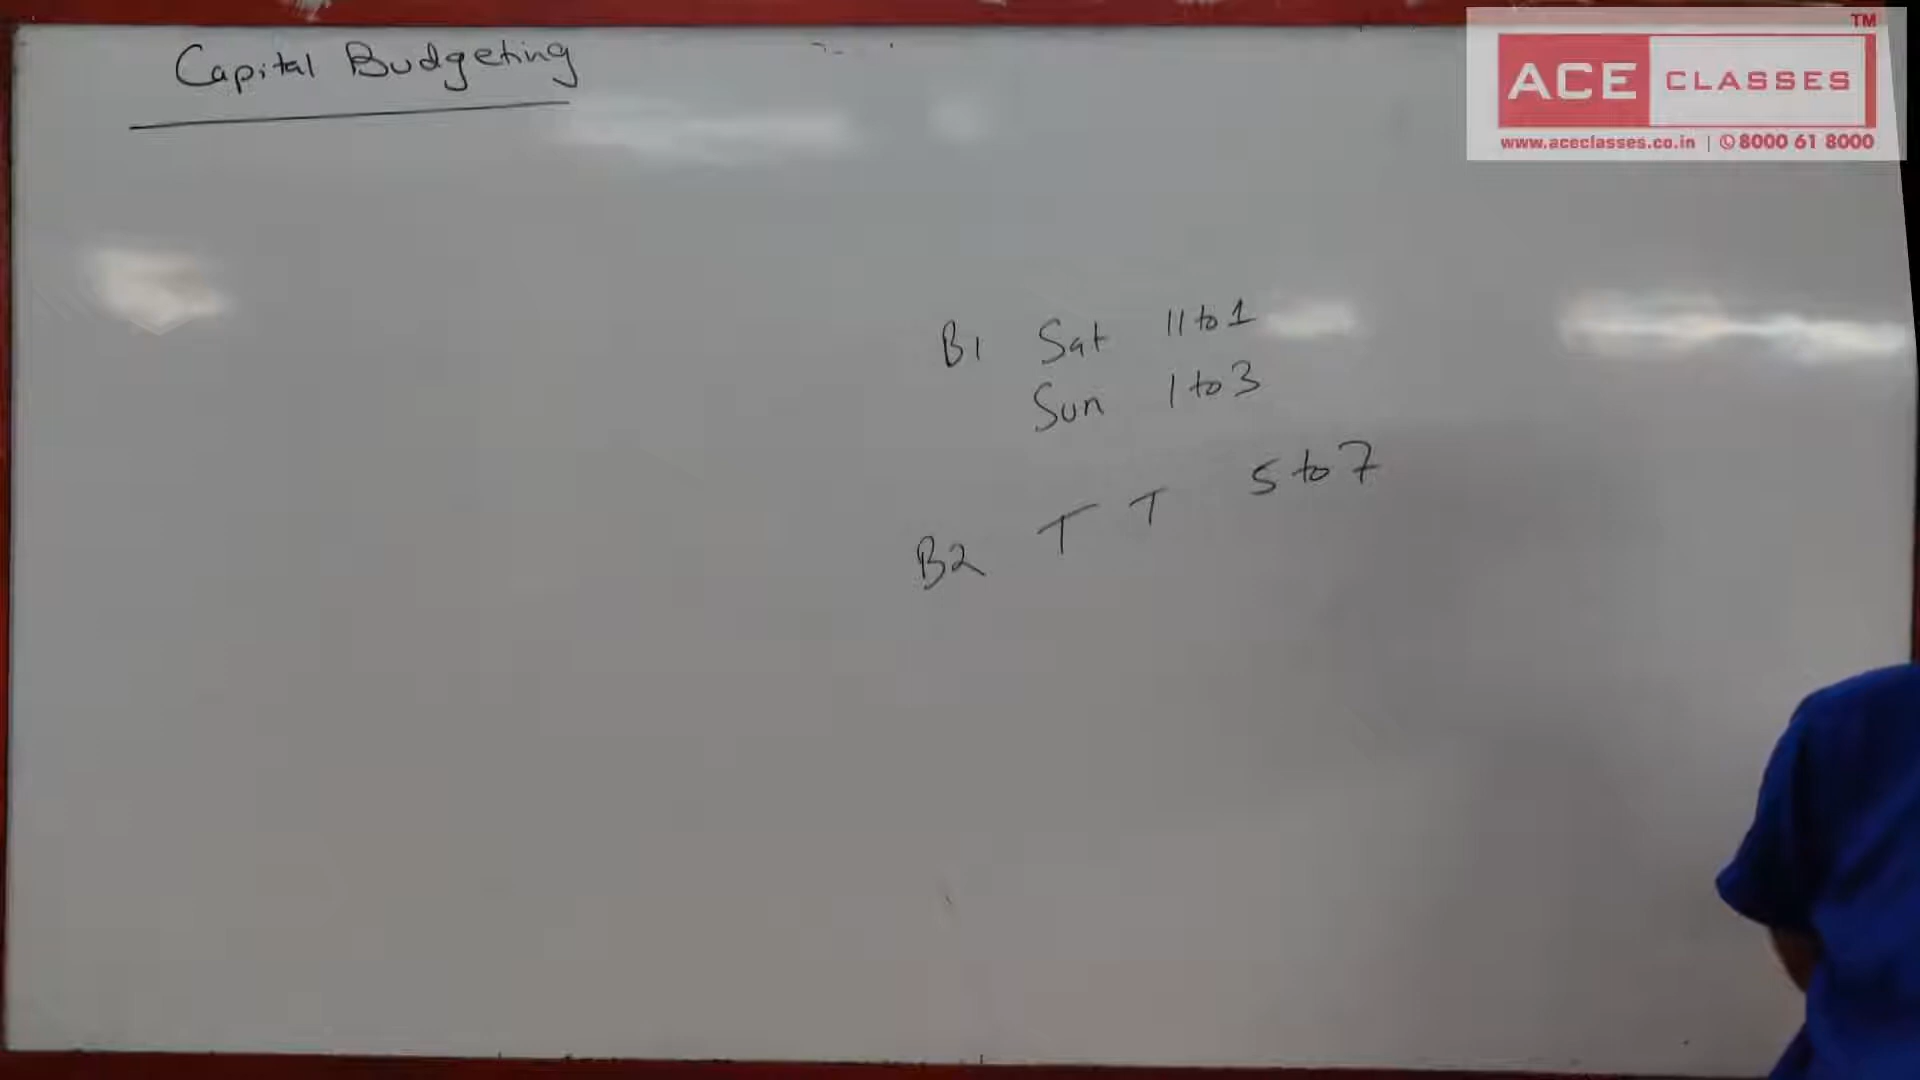 Capital Budgeting
TM
ACE CLASSES
www.aceclasses.co.in | 8000 61 8000
B1 Sat 11 to 1
Sun 1 to 3
B2 T T 5 to 7